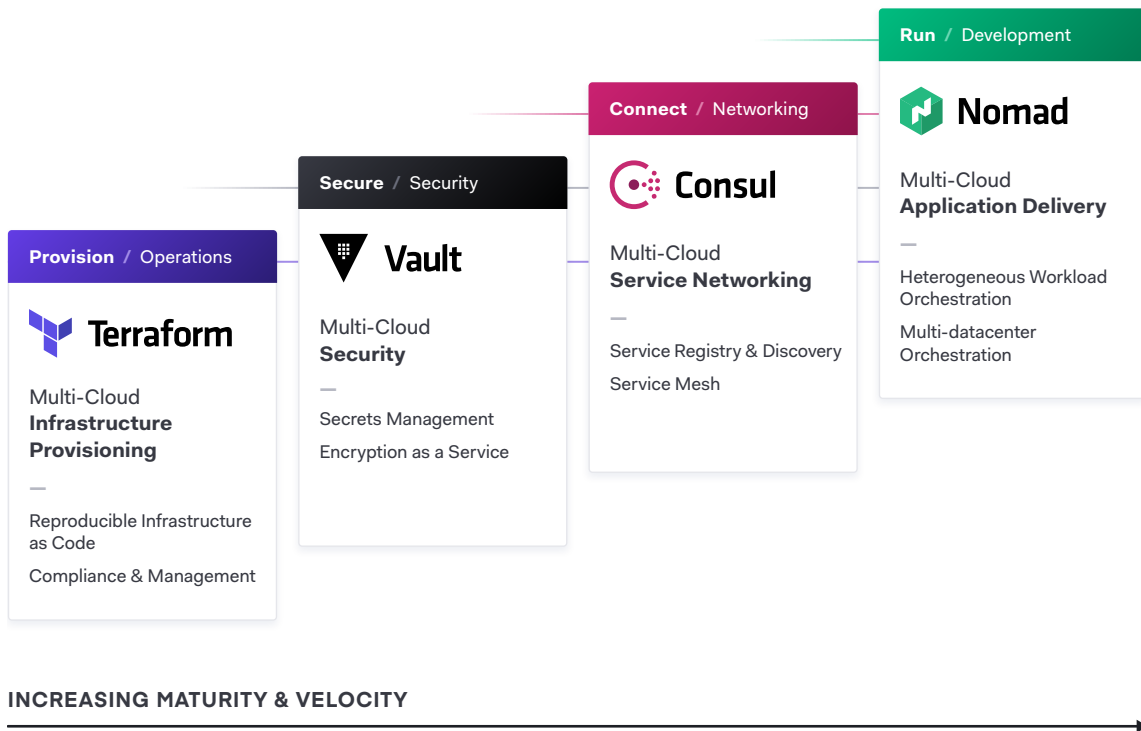 Provision / Operations
Terraform
Multi-Cloud
Infrastructure
Provisioning
—
Reproducible Infrastructure
as Code
Compliance & Management
Secure / Security
Vault
Multi-Cloud
Security
—
Secrets Management
Encryption as a Service
Connect / Networking
Consul
Multi-Cloud
Service Networking
—
Service Registry & Discovery
Service Mesh
Run / Development
Nomad
Multi-Cloud
Application Delivery
—
Heterogeneous Workload
Orchestration
Multi-datacenter
Orchestration
INCREASING MATURITY & VELOCITY